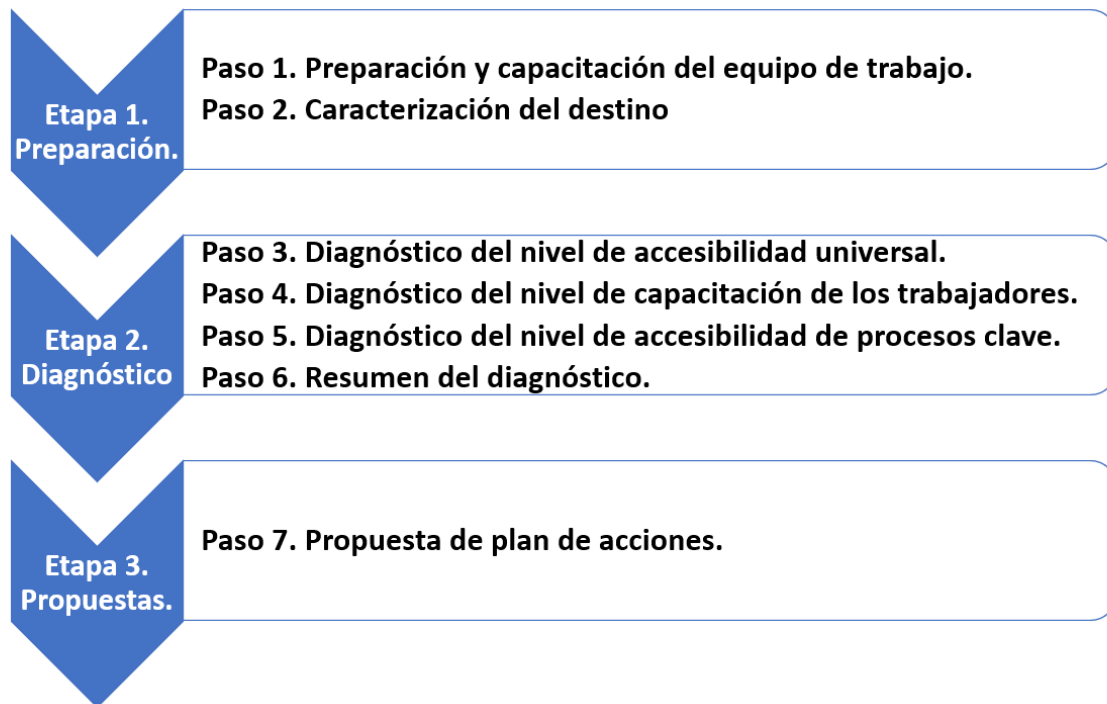 Etapa 1.
Preparación.
Paso 1. Preparación y capacitación del equipo de trabajo.
Paso 2. Caracterización del destino
Etapa 2.
Diagnóstico
Paso 3. Diagnóstico del nivel de accesibilidad universal.
Paso 4. Diagnóstico del nivel de capacitación de los trabajadores.
Paso 5. Diagnóstico del nivel de accesibilidad de procesos clave.
Paso 6. Resumen del diagnóstico.
Etapa 3.
Propuestas.
Paso 7. Propuesta de plan de acciones.